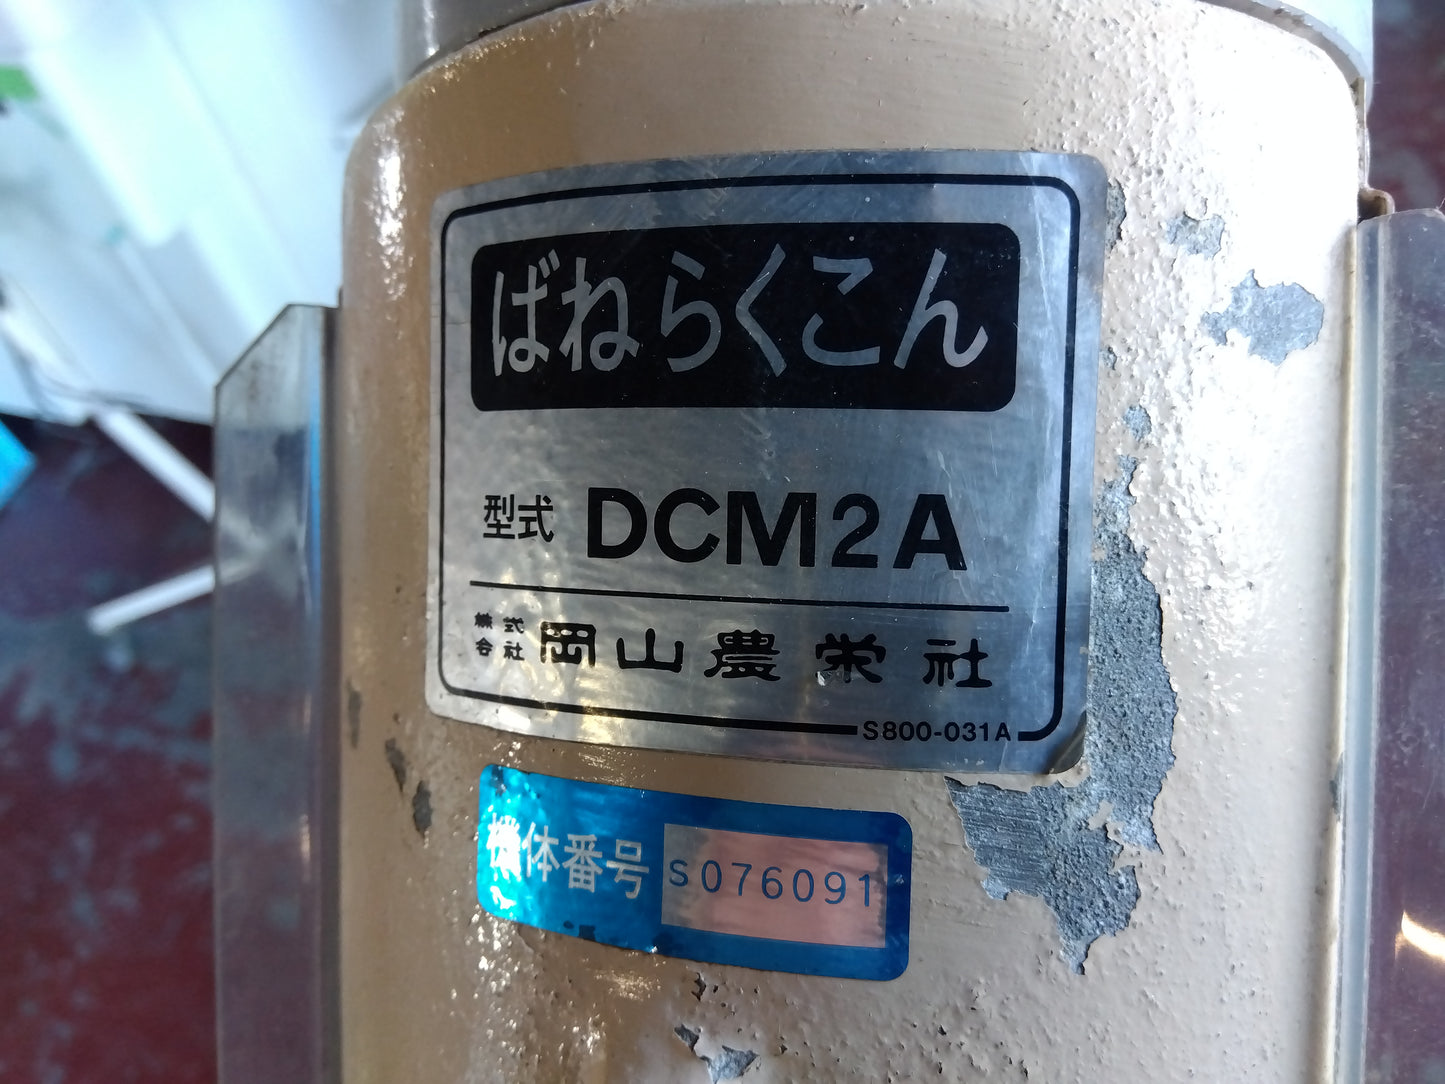 ばねらくこん
型式 DCM2A
株式会社 岡山農栄社
S800-031A
機体番号 S076091